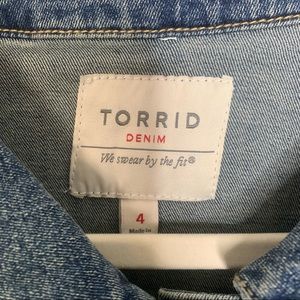 TORRID
DENIM
We swear by the fit®
4
Made in